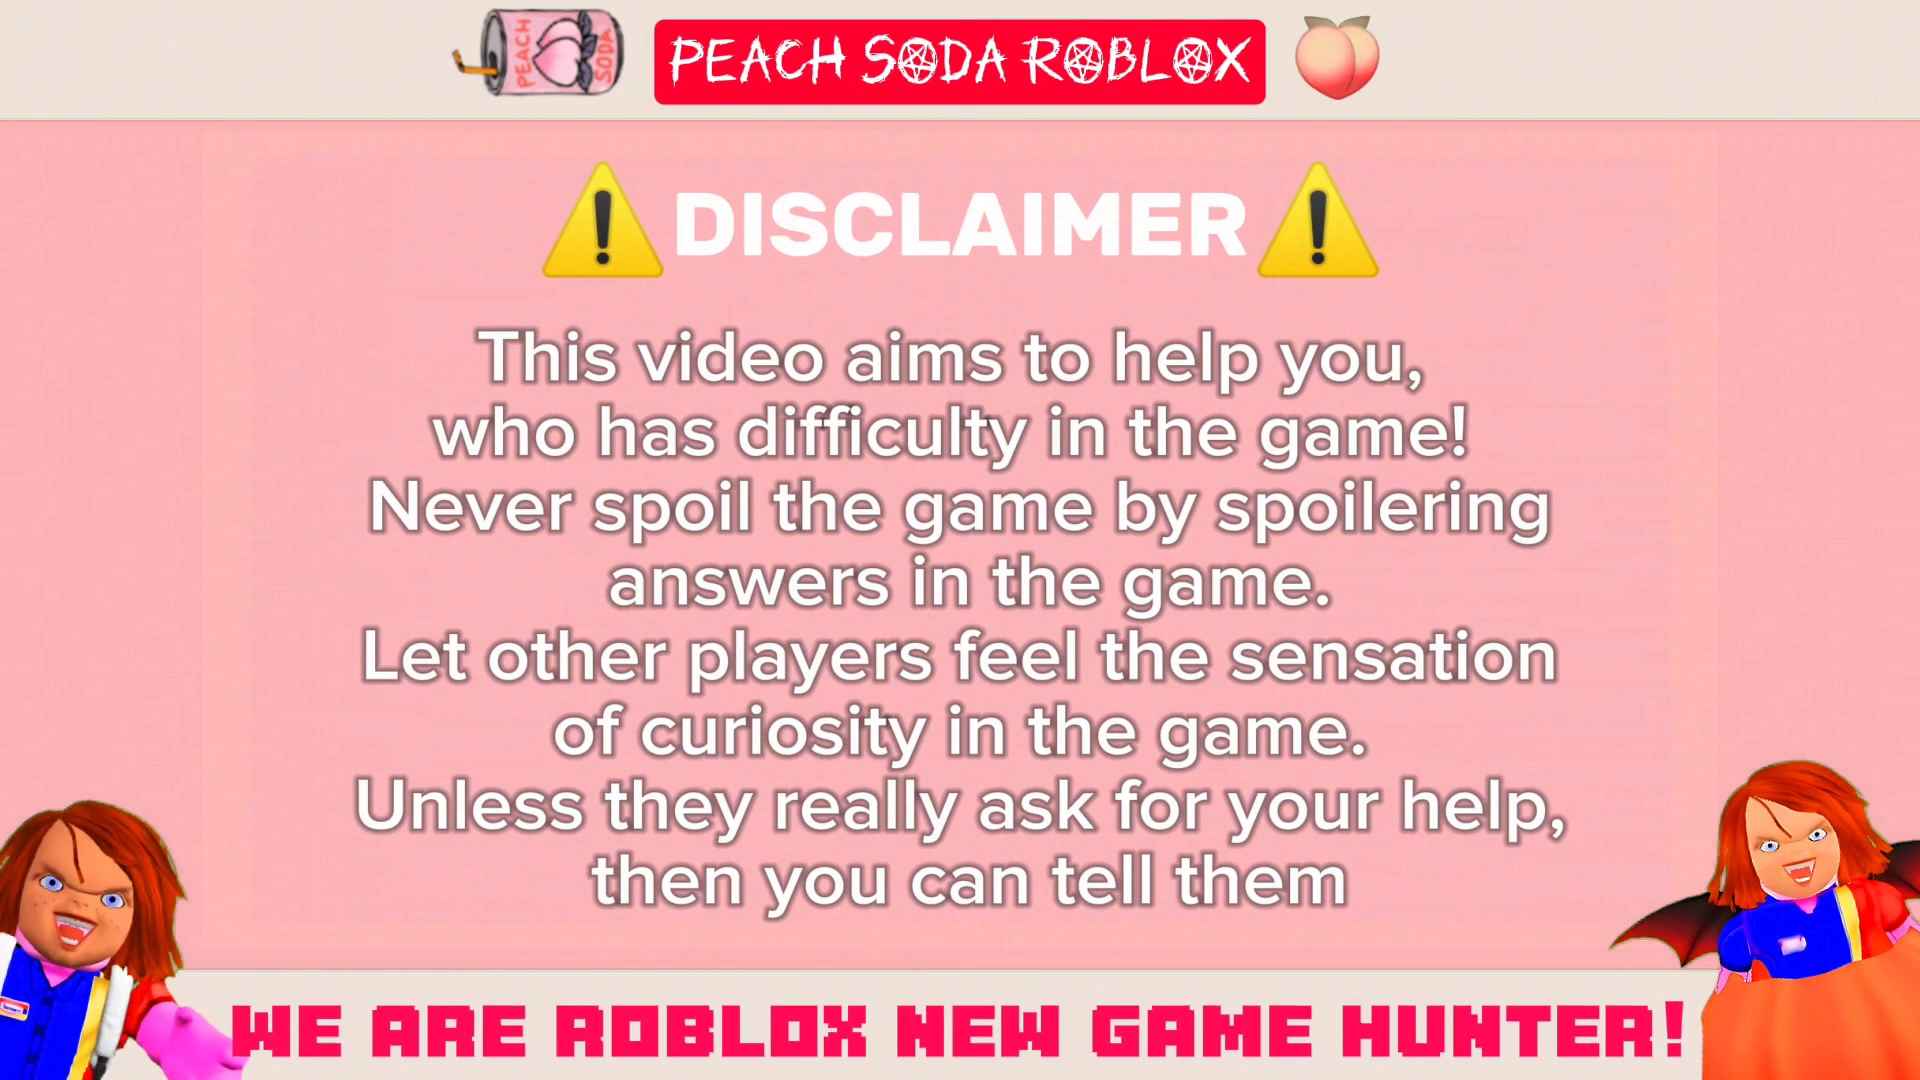 PEACH SODA
PEACH SODA ROBLOX
DISCLAIMER
This video aims to help you,
who has difficulty in the game!
Never spoil the game by spoilering
answers in the game.
Let other players feel the sensation
of curiosity in the game.
Unless they really ask for your help,
then you can tell them
WE ARE ROBLOX NEW GAME HUNTER!